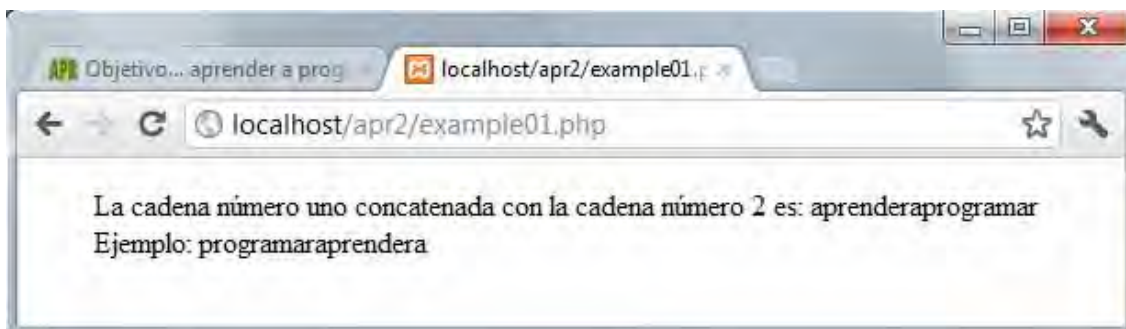 APR Objetivo... aprender a prog
localhost/apr2/example01.p
localhost/apr2/example01.php
La cadena número uno concatenada con la cadena número 2 es: aprenderaprogramar
Ejemplo: programaraprendera